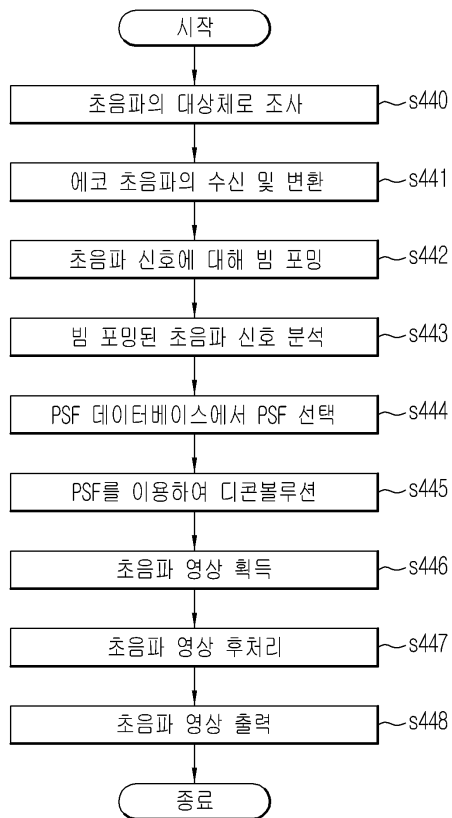 시작
초음파의 대상체로 조사 s440
에코 초음파의 수신 및 변환 s441
초음파 신호에 대해 빔 포밍 s442
빔 포밍된 초음파 신호 분석 s443
PSF 데이터베이스에서 PSF 선택 s444
PSF를 이용하여 디콘볼루션 s445
초음파 영상 획득 s446
초음파 영상 후처리 s447
초음파 영상 출력 s448
종료